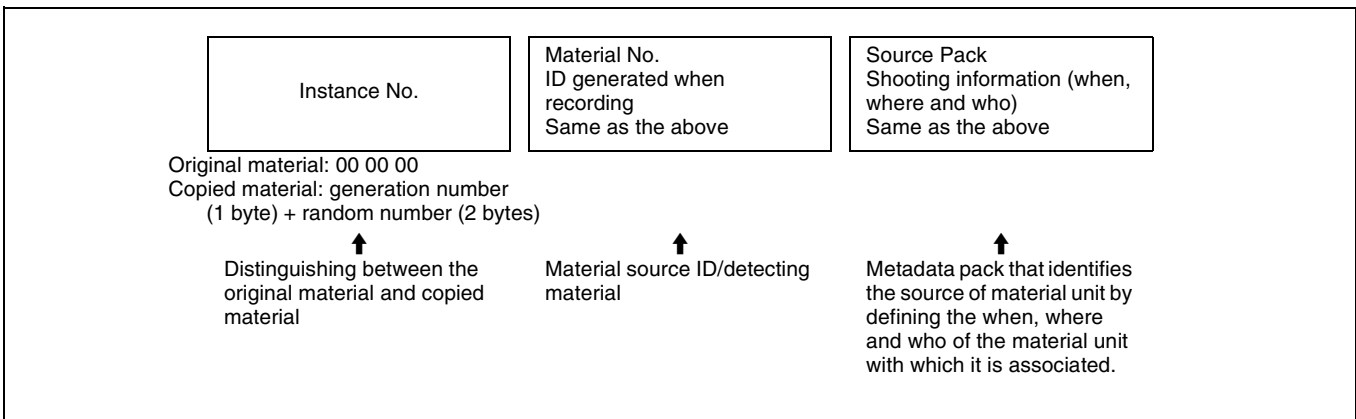 Instance No.
Material No.
ID generated when
recording
Same as the above
Source Pack
Shooting information (when,
where and who)
Same as the above
Original material: 00 00 00
Copied material: generation number
(1 byte) + random number (2 bytes)
Distinguishing between the
original material and copied
material
Material source ID/detecting
material
Metadata pack that identifies
the source of material unit by
defining the when, where
and who of the material unit
with which it is associated.